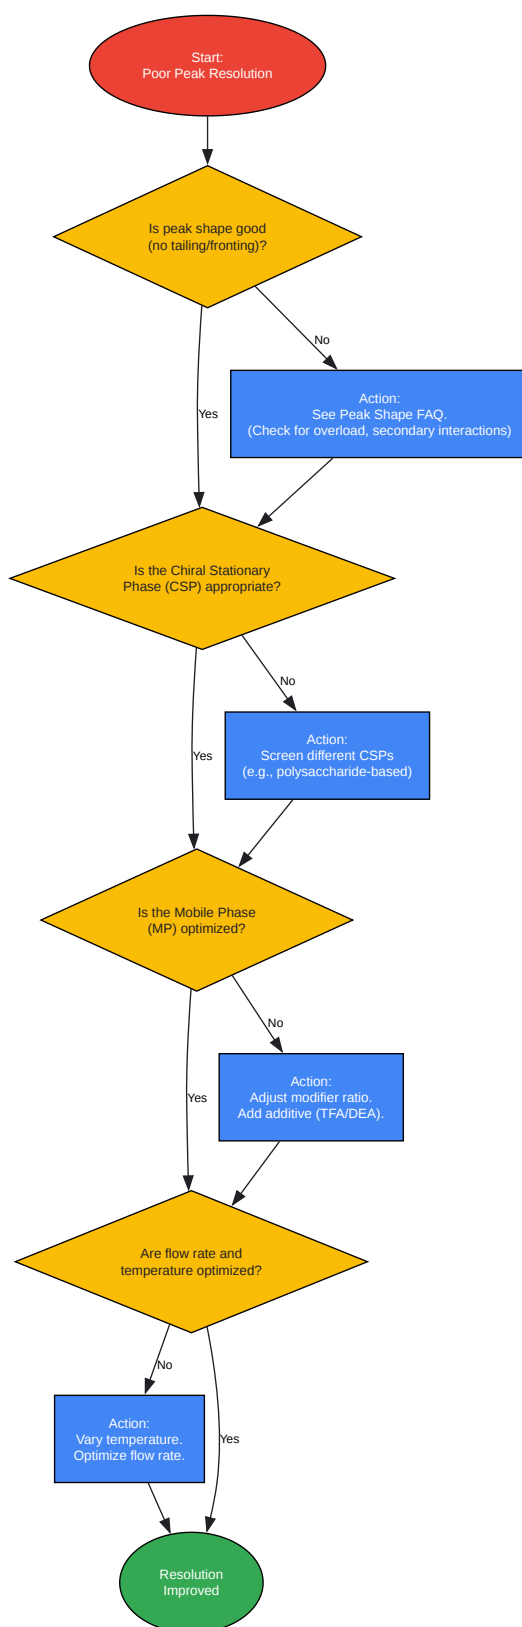 Start:
Poor Peak Resolution
Is peak shape good
(no tailing/fronting)?
No
Action:
See Peak Shape FAQ.
(Check for overload, secondary interactions)
Yes
Is the Chiral Stationary
Phase (CSP) appropriate?
No
Action:
Screen different CSPs
(e.g., polysaccharide-based)
Yes
Is the Mobile Phase
(MP) optimized?
No
Action:
Adjust modifier ratio.
Add additive (TFA/DEA).
Yes
Are flow rate and
temperature optimized?
No
Action:
Vary temperature.
Optimize flow rate.
Yes
Resolution
Improved